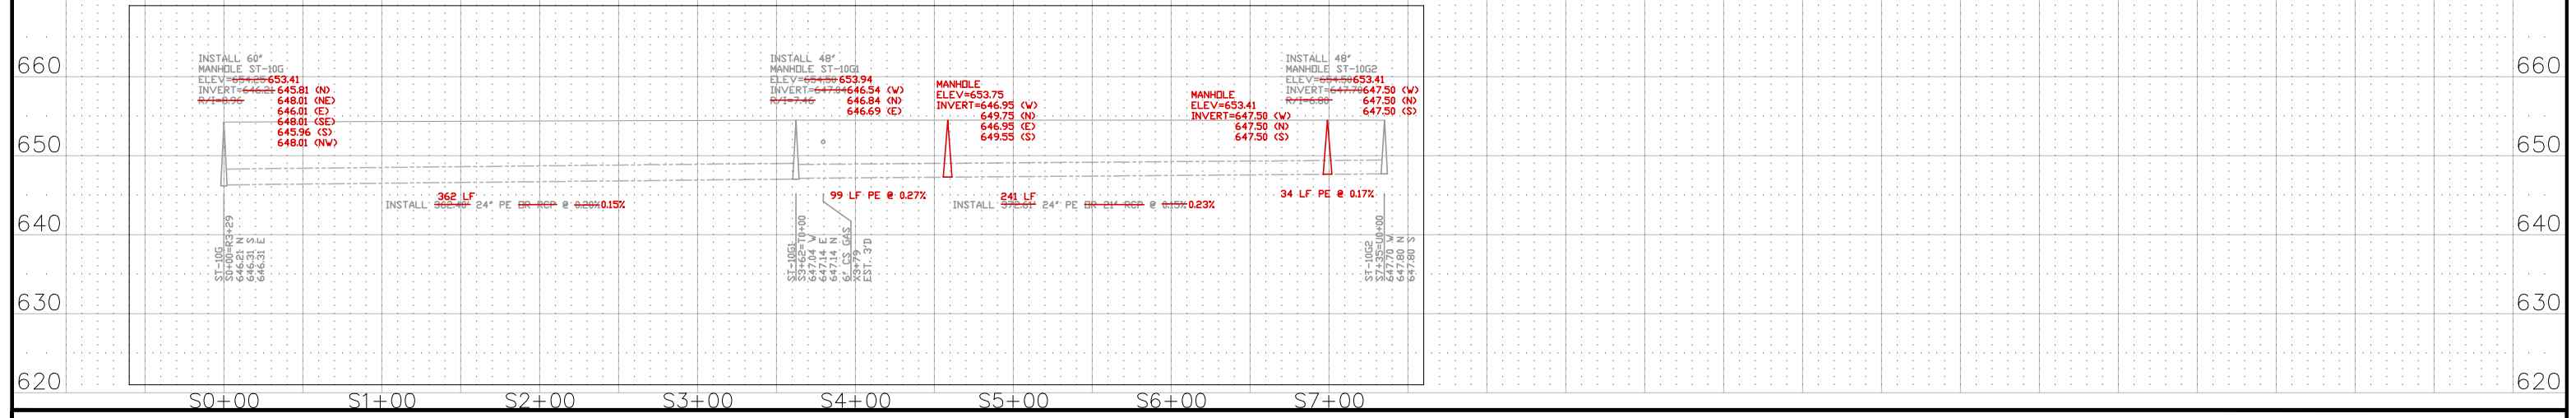 660
650
640
630
620
INSTALL 60"
MANHOLE ST-10G
ELEV=654.25 653.41
INVERT=646.21 645.81 (N)
R/I=8.96 648.01 (NE)
646.01 (E)
648.01 (SE)
645.96 (S)
648.01 (NW)
INSTALL 48"
MANHOLE ST-10G1
ELEV=654.50 653.94
INVERT=647.04 646.54 (W)
R/I=7.46 646.84 (N)
646.69 (E)
MANHOLE
ELEV=653.75
INVERT=646.95 (W)
649.75 (N)
646.95 (E)
649.55 (S)
MANHOLE
ELEV=653.41
INVERT=647.50 (W)
647.50 (N)
647.50 (S)
INSTALL 48"
MANHOLE ST-10G2
ELEV=654.50 653.41
INVERT=647.70 647.50 (W)
R/I=6.80 647.50 (N)
647.50 (S)
362 LF
INSTALL 362.40' 24" PE OR RCP @ 0.20% 0.15%
99 LF PE @ 0.27%
241 LF
INSTALL 372.61' 24" PE OR 21" RCP @ 0.15% 0.23%
34 LF PE @ 0.17%
ST-10G
S0+00=R3+29
646.21 N
646.31 S
646.31 E
ST-10G1
S3+62=T0+00
647.04 W
647.14 E
647.14 N
6" CS GAS
X3+79
EST. 3'D
ST-10G2
S7+35=U0+00
647.70 W
647.80 N
647.80 S
660
650
640
630
620
S0+00
S1+00
S2+00
S3+00
S4+00
S5+00
S6+00
S7+00